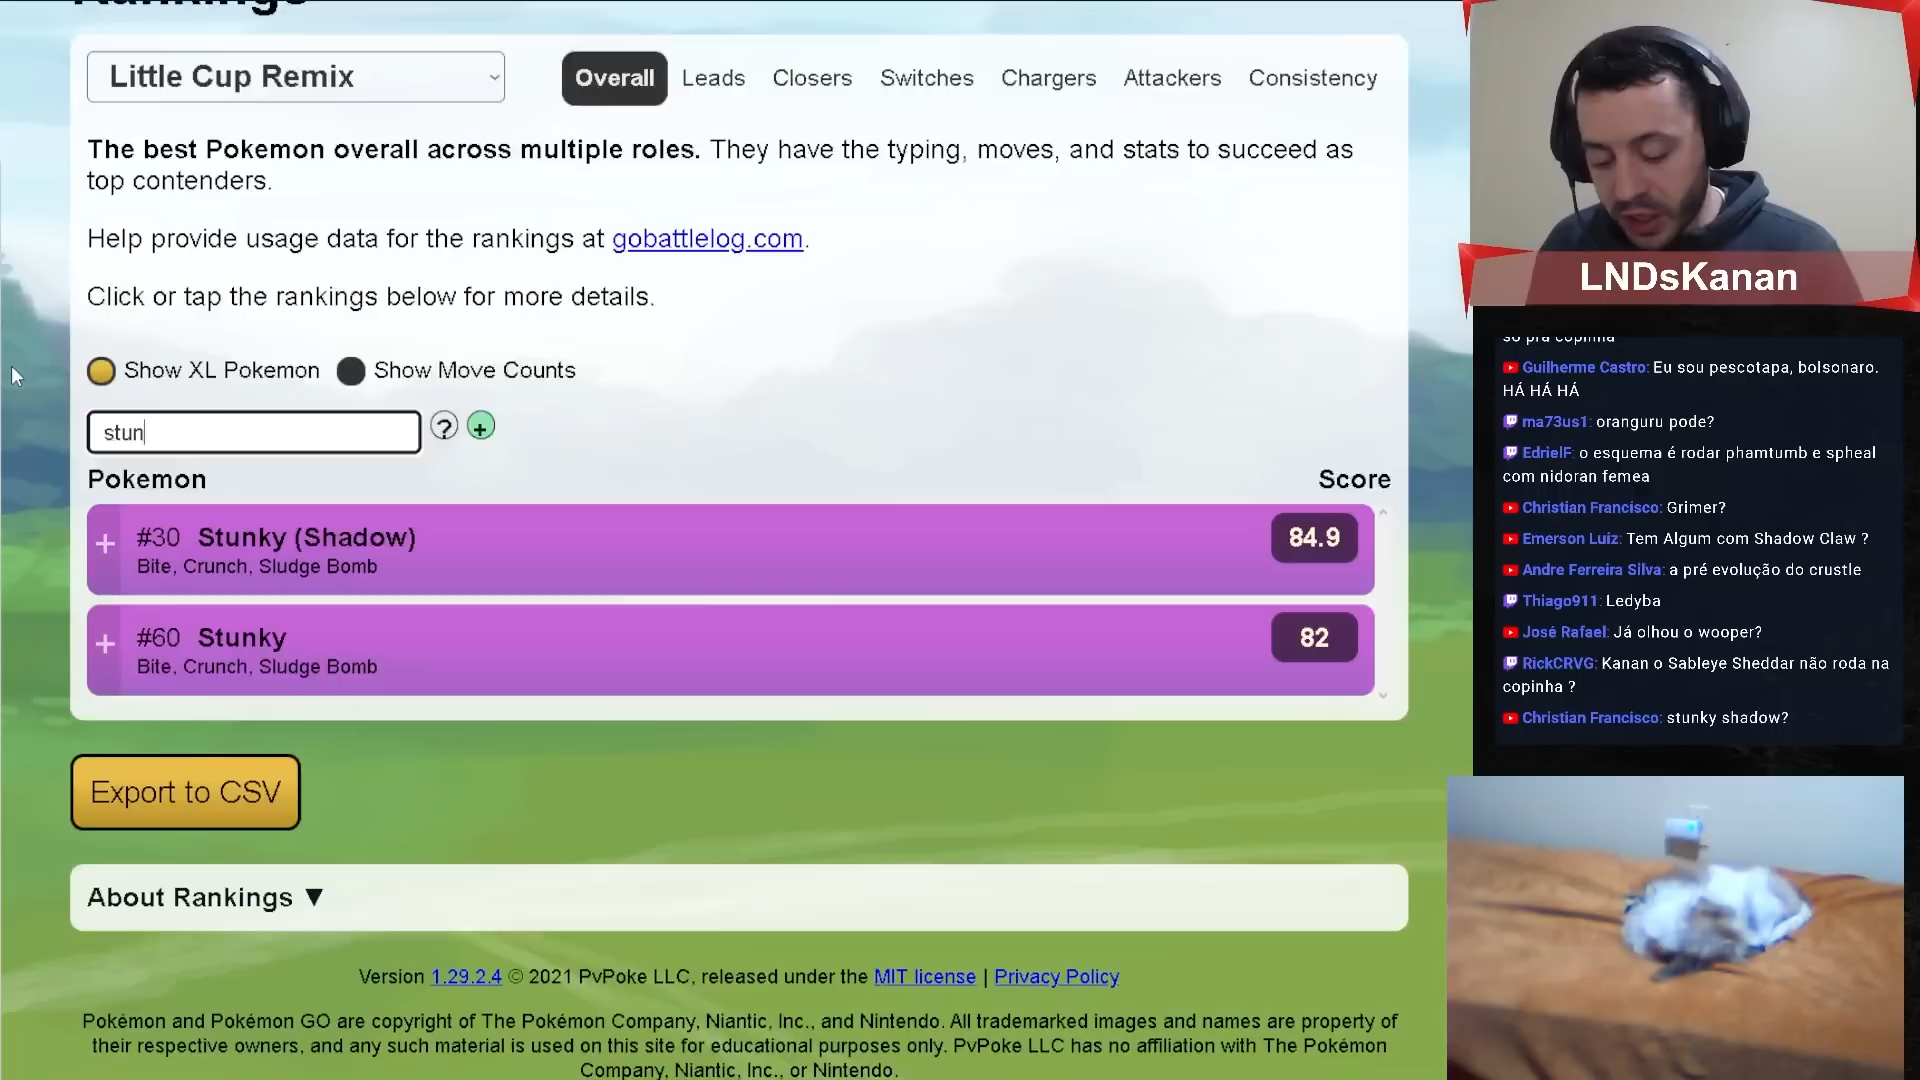 Rankings
Little Cup Remix
Overall Leads Closers Switches Chargers Attackers Consistency
The best Pokemon overall across multiple roles. They have the typing, moves, and stats to succeed as
top contenders.
Help provide usage data for the rankings at gobattlelog.com.
Click or tap the rankings below for more details.
Show XL Pokemon Show Move Counts
stun
? +
Pokemon Score
+ #30 Stunky (Shadow) 84.9
Bite, Crunch, Sludge Bomb
+ #60 Stunky 82
Bite, Crunch, Sludge Bomb
Export to CSV
About Rankings ▼
Version 1.29.2.4 © 2021 PvPoke LLC, released under the MIT license | Privacy Policy
Pokémon and Pokémon GO are copyright of The Pokémon Company, Niantic, Inc., and Nintendo. All trademarked images and names are property of
their respective owners, and any such material is used on this site for educational purposes only. PvPoke LLC has no affiliation with The Pokémon
Company, Niantic, Inc., or Nintendo.
LNDsKanan
so pra copinha
Guilherme Castro: Eu sou pescotapa, bolsonaro.
HÁ HÁ HÁ
ma73us1: oranguru pode?
EdrielF: o esquema é rodar phamtumb e spheal
com nidoran femea
Christian Francisco: Grimer?
Emerson Luiz: Tem Algum com Shadow Claw ?
Andre Ferreira Silva: a pré evolução do crustle
Thiago911: Ledyba
José Rafael: Já olhou o wooper?
RickCRVG: Kanan o Sableye Sheddar não roda na
copinha ?
Christian Francisco: stunky shadow?